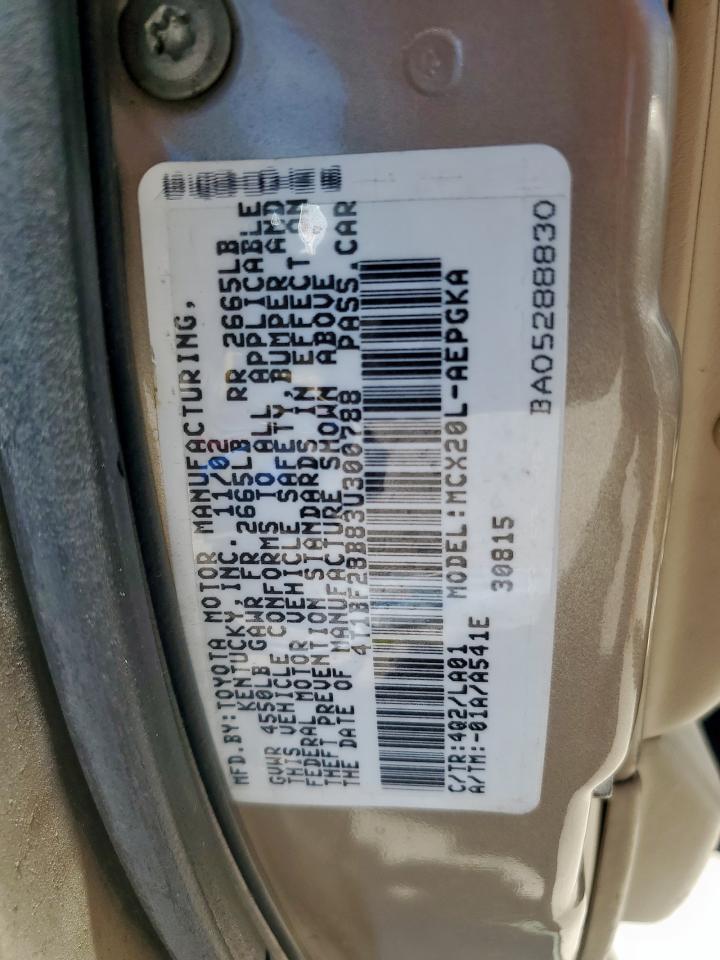 MFD.BY:TOYOTA MOTOR MANUFACTURING,
KENTUCKY,INC. 11/02
GVWR 4550LB GAWR FR 2665LB RR 2665LB
THIS VEHICLE CONFORMS TO ALL APPLICABLE
FEDERAL MOTOR VEHICLE SAFETY,BUMPER AND
THEFT PREVENTION STANDARDS IN EFFECT ON
THE DATE OF MANUFACTURE SHOWN ABOVE.
4T1BF28B83U300788 PASS.CAR
C/TR:4Q2/LA01 MODEL:MCX20L-AEPGKA
A/TM:-01A/A541E 30815
BA05288830